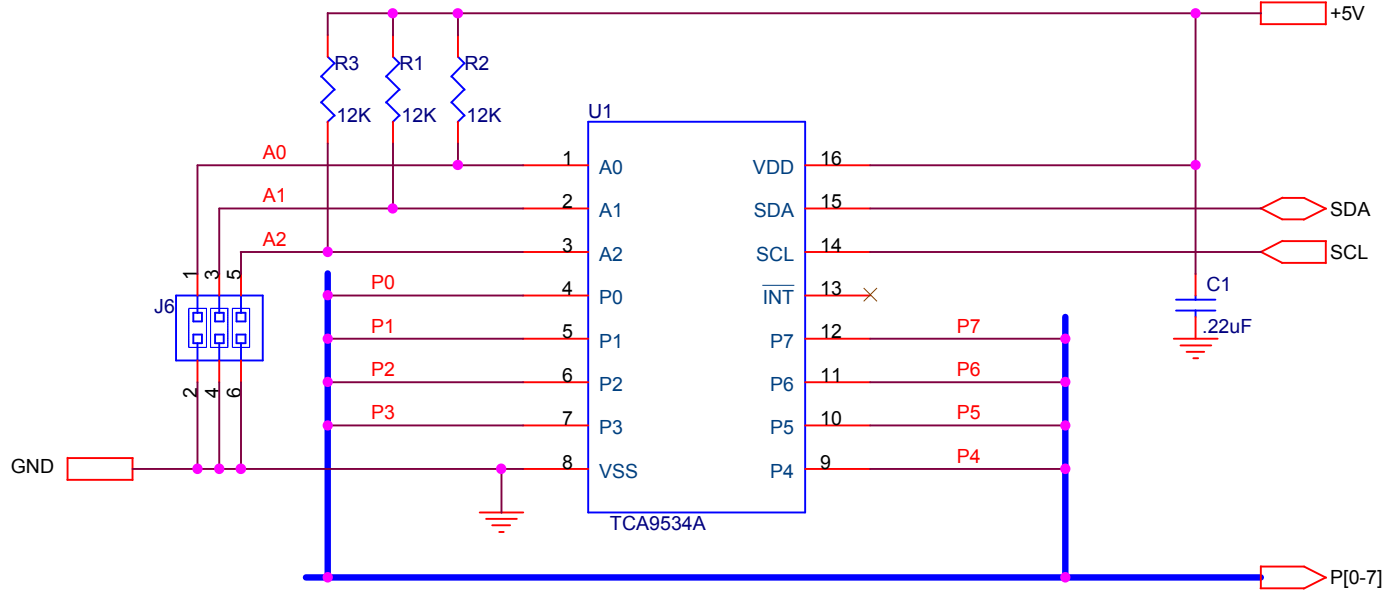 +5V
R3
R1
R2
12K
12K
12K
U1
A0
1
A0
VDD
16
A1
2
A1
SDA
15
SDA
A2
3
A2
SCL
14
SCL
1
3
5
P0
4
P0
INT
13
C1
J6
.22uF
P1
5
P1
P7
12
P7
P2
6
P2
P6
11
P6
2
4
6
P3
7
P3
P5
10
P5
GND
8
VSS
P4
9
P4
TCA9534A
P[0-7]